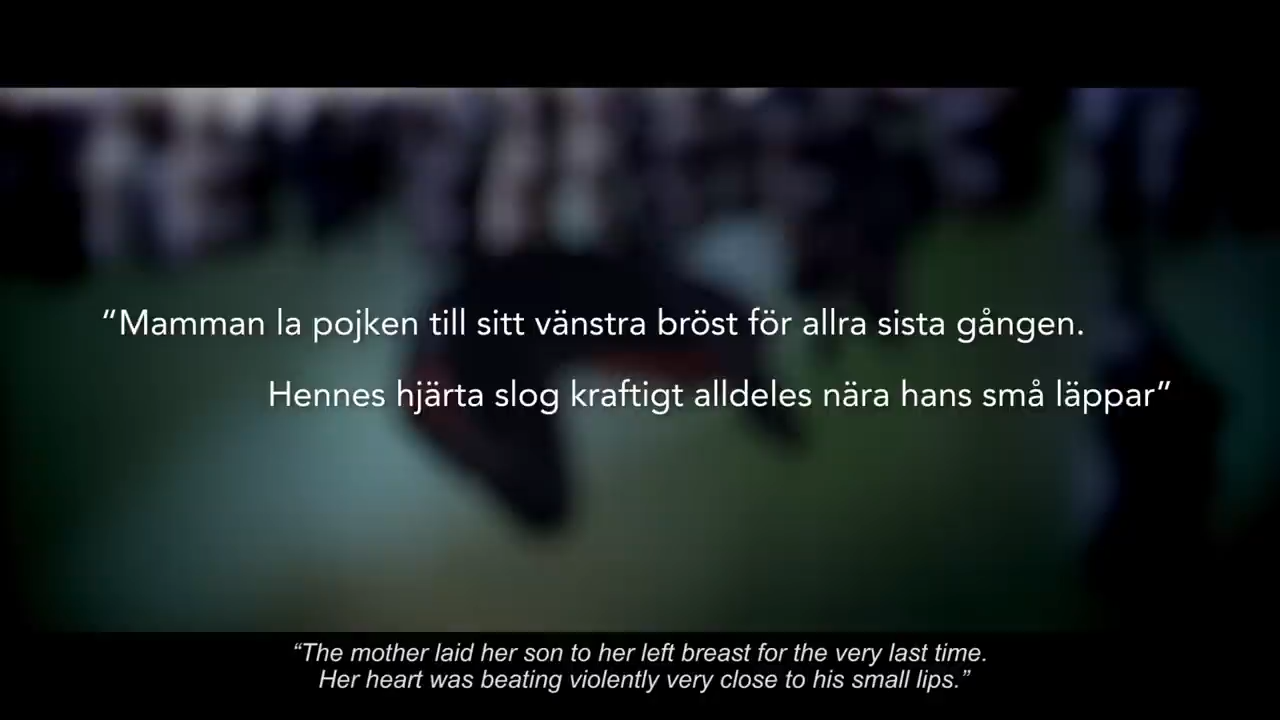 “Mamman la pojken till sitt vänstra bröst för allra sista gången.
Hennes hjärta slog kraftigt alldeles nära hans små läppar”
“The mother laid her son to her left breast for the very last time.
Her heart was beating violently very close to his small lips.”